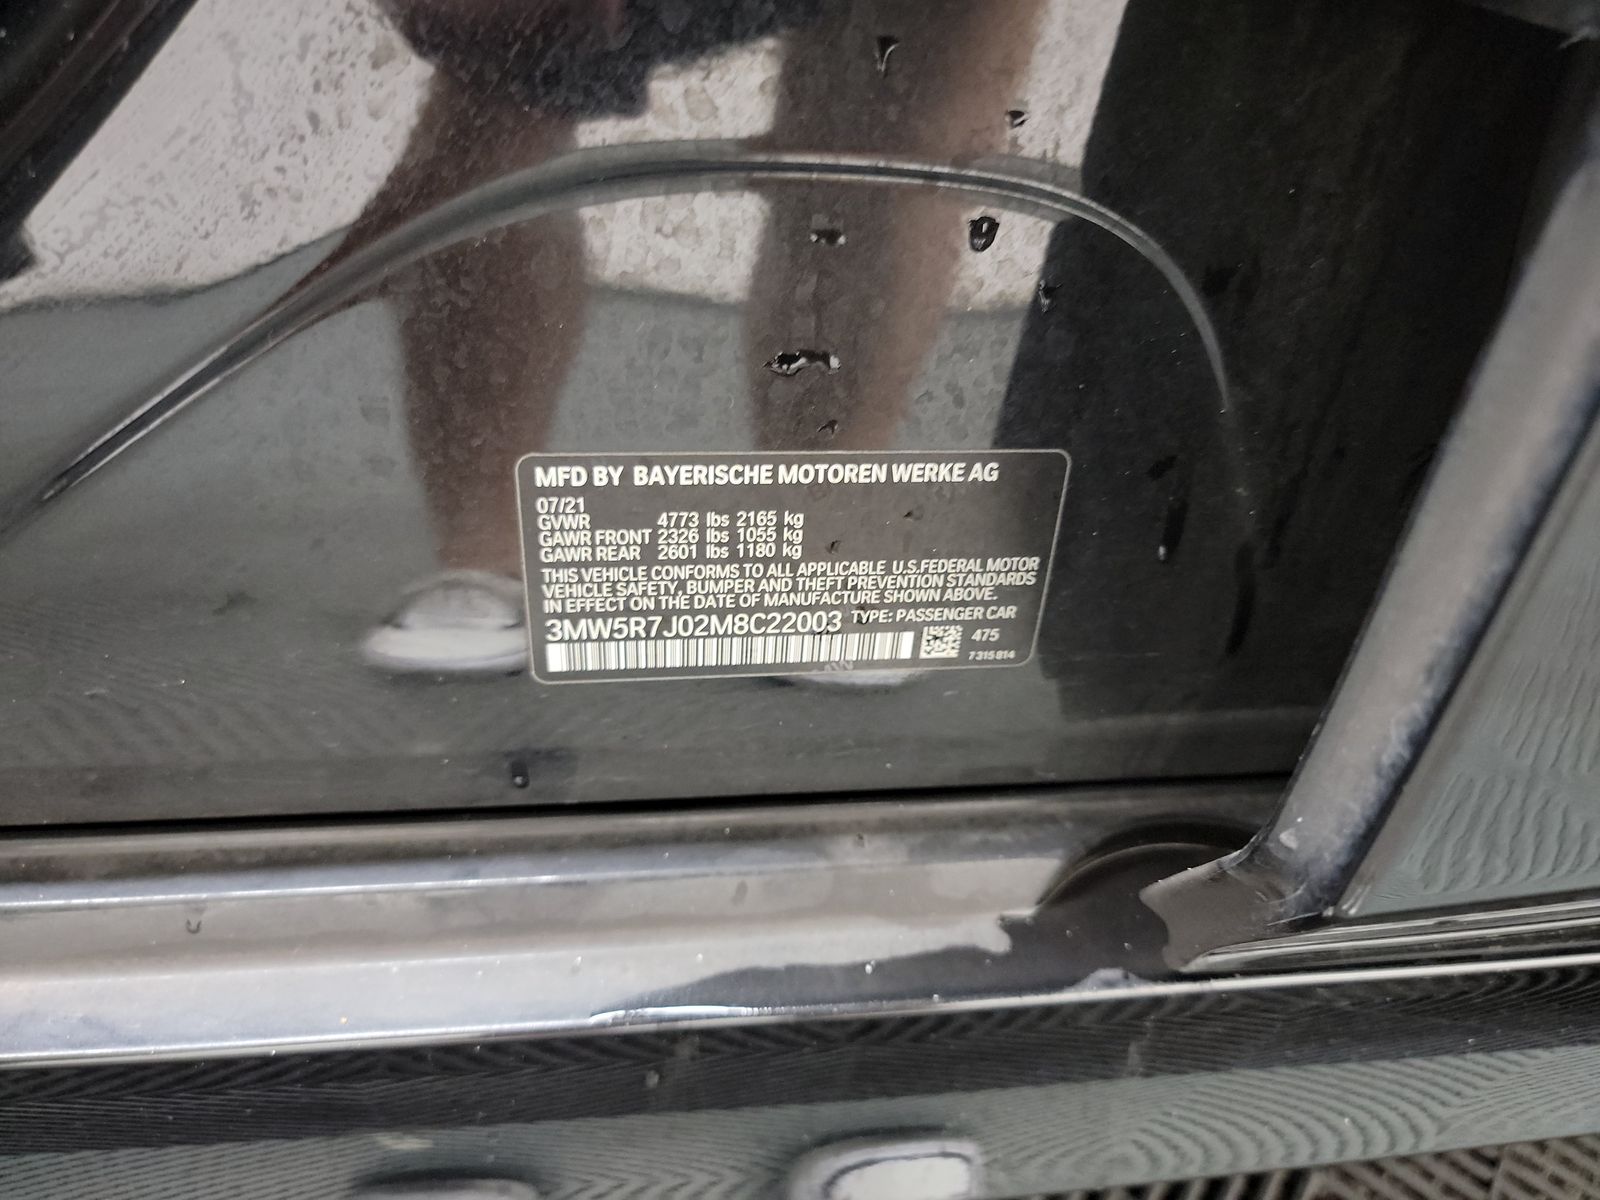 MFD BY BAYERISCHE MOTOREN WERKE AG
07/21
GVWR 4773 lbs 2165 kg
GAWR FRONT 2326 lbs 1055 kg
GAWR REAR 2601 lbs 1180 kg
THIS VEHICLE CONFORMS TO ALL APPLICABLE U.S.FEDERAL MOTOR
VEHICLE SAFETY, BUMPER AND THEFT PREVENTION STANDARDS
IN EFFECT ON THE DATE OF MANUFACTURE SHOWN ABOVE.
3MW5R7J02M8C22003 TYPE: PASSENGER CAR
475
7315814